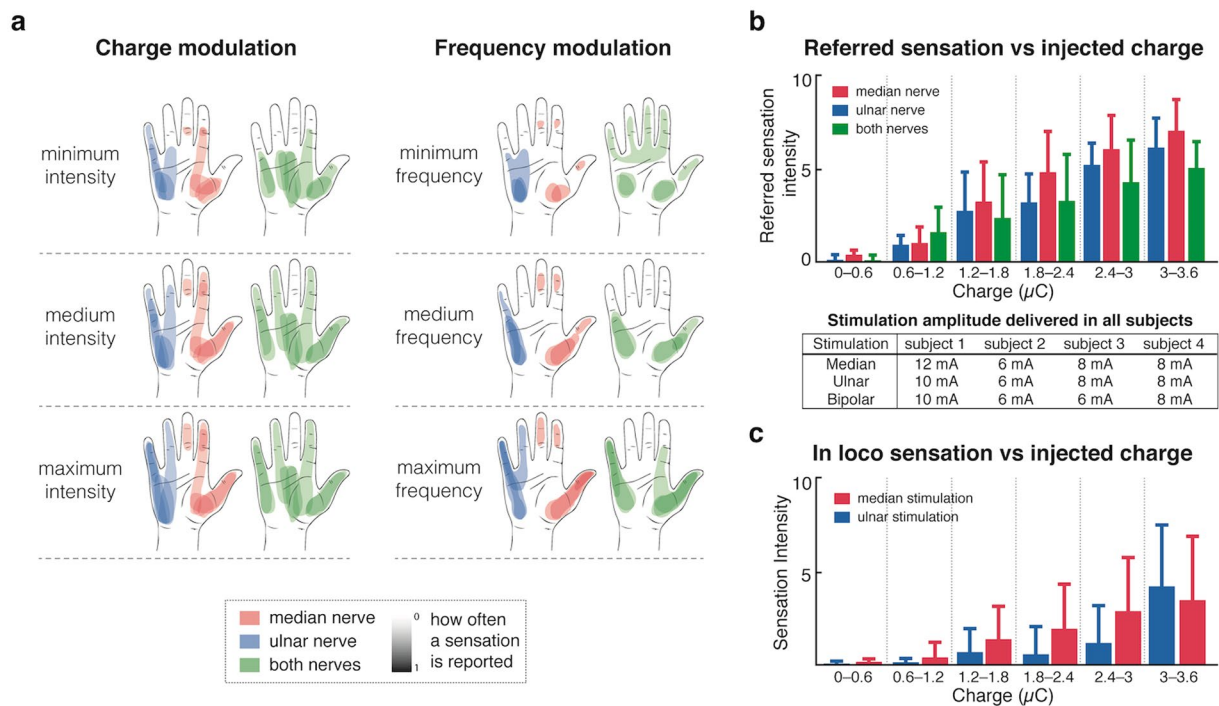 a
Charge modulation
Frequency modulation
minimum
intensity
minimum
frequency
medium
intensity
medium
frequency
maximum
intensity
maximum
frequency
median nerve
ulnar nerve
both nerves
0
1
how often
a sensation
is reported
b
Referred sensation vs injected charge
Referred sensation
intensity
10
5
0
median nerve
ulnar nerve
both nerves
0–0.6 0.6–1.2 1.2–1.8 1.8–2.4 2.4–3 3–3.6
Charge (µC)
Stimulation amplitude delivered in all subjects
Stimulation subject 1 subject 2 subject 3 subject 4
Median 12 mA 6 mA 8 mA 8 mA
Ulnar 10 mA 6 mA 8 mA 8 mA
Bipolar 10 mA 6 mA 6 mA 8 mA
c
In loco sensation vs injected charge
Sensation Intensity
10
5
median stimulation
ulnar stimulation
0–0.6 0.6–1.2 1.2–1.8 1.8–2.4 2.4–3 3–3.6
Charge (µC)